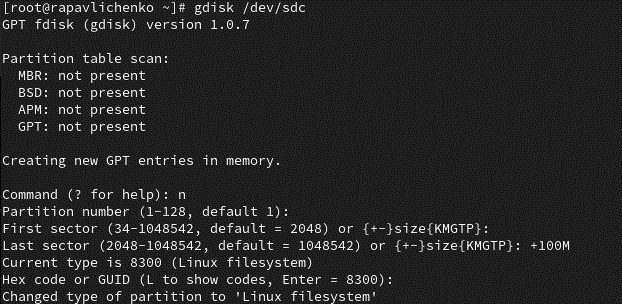 [root@rapavlichenko ~]# gdisk /dev/sdc
GPT fdisk (gdisk) version 1.0.7
Partition table scan:
  MBR: not present
  BSD: not present
  APM: not present
  GPT: not present
Creating new GPT entries in memory.
Command (? for help): n
Partition number (1-128, default 1):
First sector (34-1048542, default = 2048) or {+-}size{KMGTP}:
Last sector (2048-1048542, default = 1048542) or {+-}size{KMGTP}: +100M
Current type is 8300 (Linux filesystem)
Hex code or GUID (L to show codes, Enter = 8300):
Changed type of partition to 'Linux filesystem'